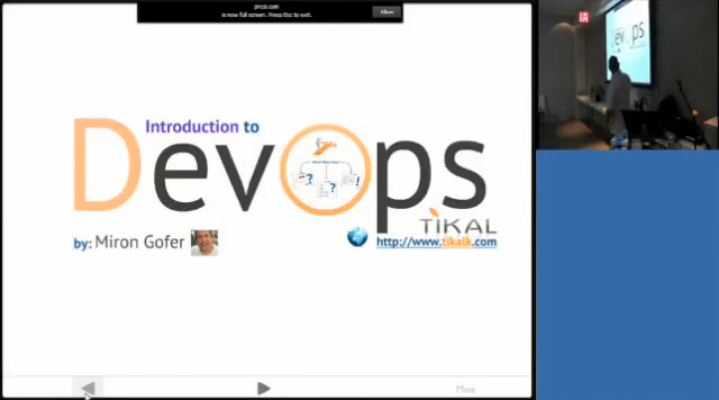 prezi.com
is now full screen. Press Esc to exit.
Allow
Introduction to
DevOps
TIKAL
by: Miron Gofer
http://www.tikalk.com
More